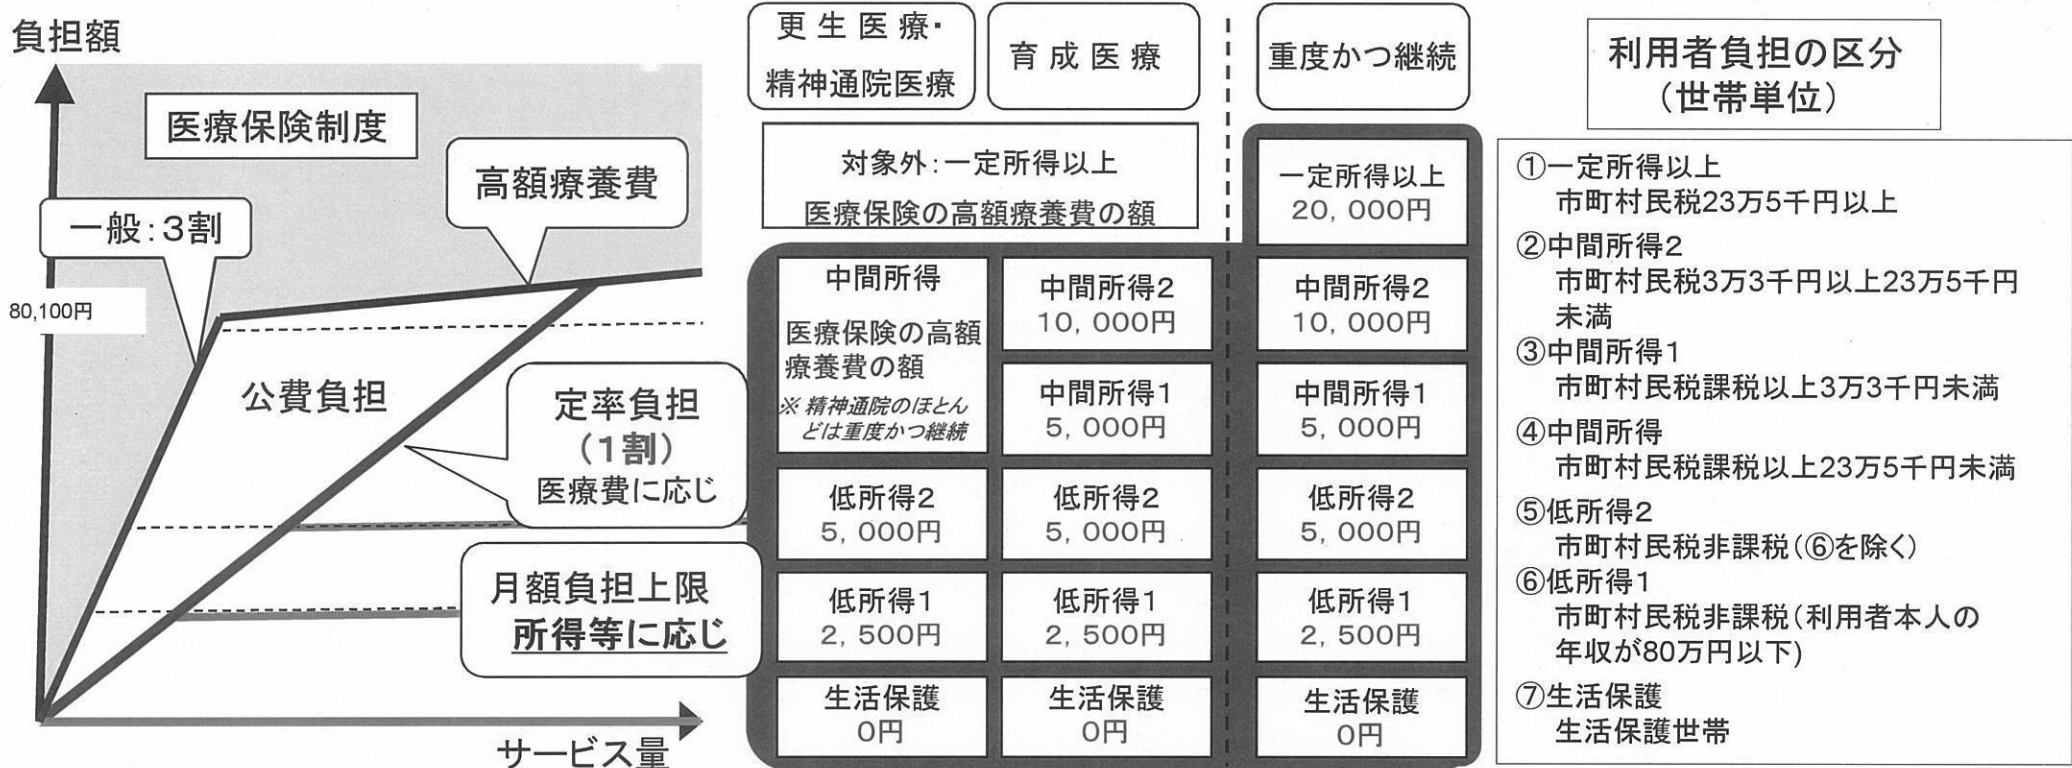 負担額
医療保険制度
高額療養費
一般:3割
80,100円
公費負担
定率負担
(1割)
医療費に応じ
月額負担上限
所得等に応じ
サービス量
更生医療・
精神通院医療
育成医療
重度かつ継続
対象外:一定所得以上
医療保険の高額療養費の額
一定所得以上
20,000円
中間所得
医療保険の高額
療養費の額
※精神通院のほとん
どは重度かつ継続
中間所得2
10,000円
中間所得2
10,000円
中間所得1
5,000円
中間所得1
5,000円
低所得2
5,000円
低所得2
5,000円
低所得2
5,000円
低所得1
2,500円
低所得1
2,500円
低所得1
2,500円
生活保護
0円
生活保護
0円
生活保護
0円
利用者負担の区分
(世帯単位)
①一定所得以上
市町村民税23万5千円以上
②中間所得2
市町村民税3万3千円以上23万5千円
未満
③中間所得1
市町村民税課税以上3万3千円未満
④中間所得
市町村民税課税以上23万5千円未満
⑤低所得2
市町村民税非課税(⑥を除く)
⑥低所得1
市町村民税非課税(利用者本人の
年収が80万円以下)
⑦生活保護
生活保護世帯